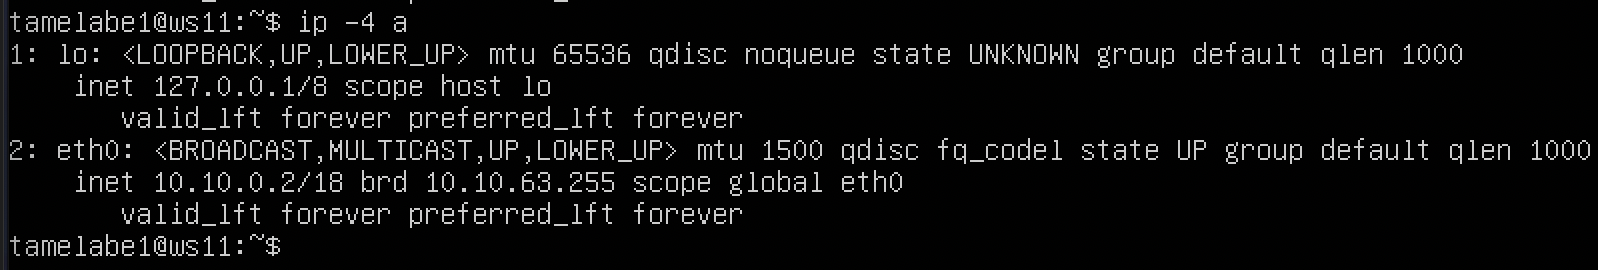 tamelabe1@ws11:~$ ip -4 a
1: lo: <LOOPBACK,UP,LOWER_UP> mtu 65536 qdisc noqueue state UNKNOWN group default qlen 1000
    inet 127.0.0.1/8 scope host lo
       valid_lft forever preferred_lft forever
2: eth0: <BROADCAST,MULTICAST,UP,LOWER_UP> mtu 1500 qdisc fq_codel state UP group default qlen 1000
    inet 10.10.0.2/18 brd 10.10.63.255 scope global eth0
       valid_lft forever preferred_lft forever
tamelabe1@ws11:~$